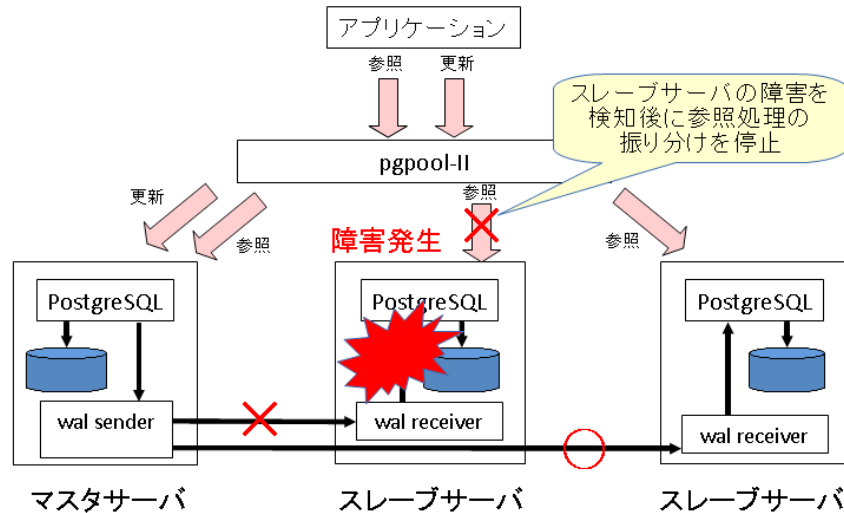 アプリケーション
参照
更新
スレーブサーバの障害を
検知後に参照処理の
振り分けを停止
pgpool-II
更新
参照
参照
参照
障害発生
PostgreSQL
PostgreSQL
PostgreSQL
wal sender
wal receiver
wal receiver
マスタサーバ
スレーブサーバ
スレーブサーバ